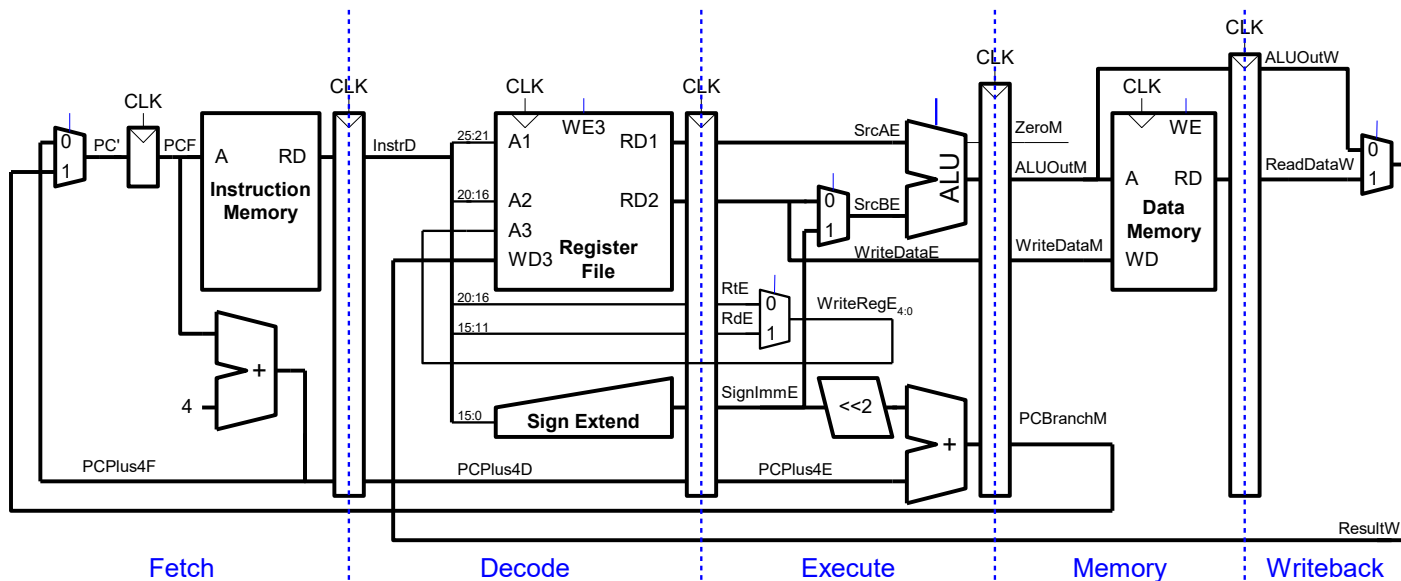 CLK
CLK
ALUOutW
CLK
CLK
CLK
CLK
CLK
CLK
0
1
PC'
PCF
A
RD
Instruction
Memory
InstrD
25:21
20:16
A1
A2
A3
WD3
WE3
RD1
RD2
Register
File
SrcAE
0
1
SrcBE
ALU
ZeroM
ALUOutM
WriteDataE
WriteDataM
A
RD
WE
Data
Memory
WD
ReadDataW
0
1
20:16
15:11
RtE
RdE
0
1
WriteRegE4:0
4
+
15:0
Sign Extend
SignImmE
<<2
+
PCBranchM
PCPlus4F
PCPlus4D
PCPlus4E
ResultW
Fetch
Decode
Execute
Memory
Writeback